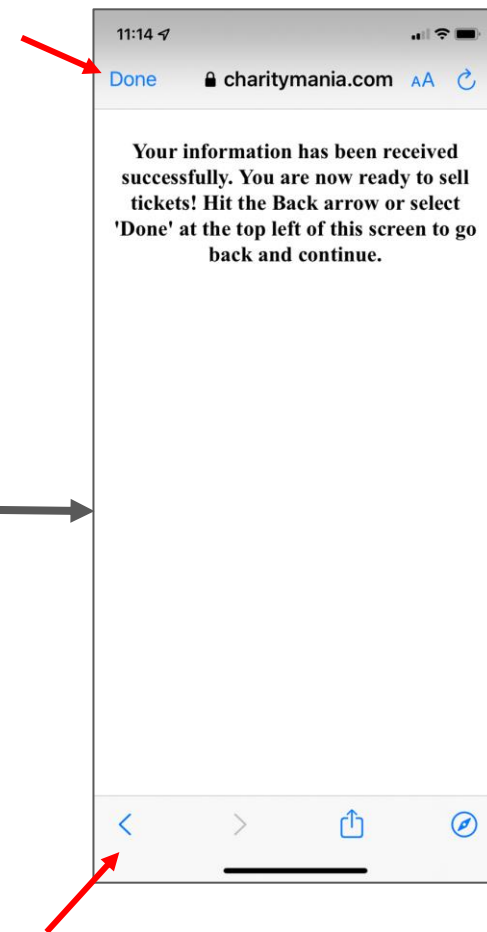 11:14
Done charitymania.com AA
Your information has been received
successfully. You are now ready to sell
tickets! Hit the Back arrow or select
'Done' at the top left of this screen to go
back and continue.